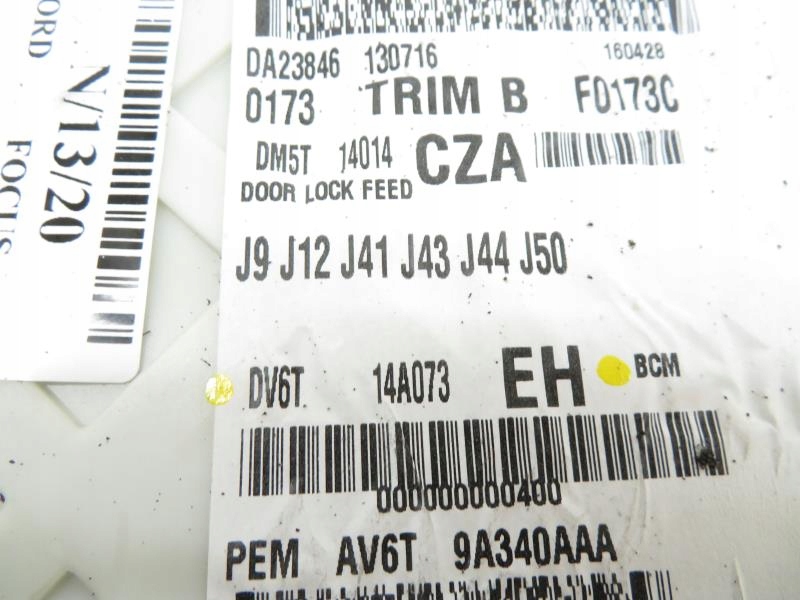 ORD
N/13/20
FOCUS
DA23846 130716 160428
0173 TRIM B F0173C
DM5T 14014 CZA
DOOR LOCK FEED
J9 J12 J41 J43 J44 J50
DV6T 14A073 EH BCM
000000000400
PEM AV6T 9A340AAA